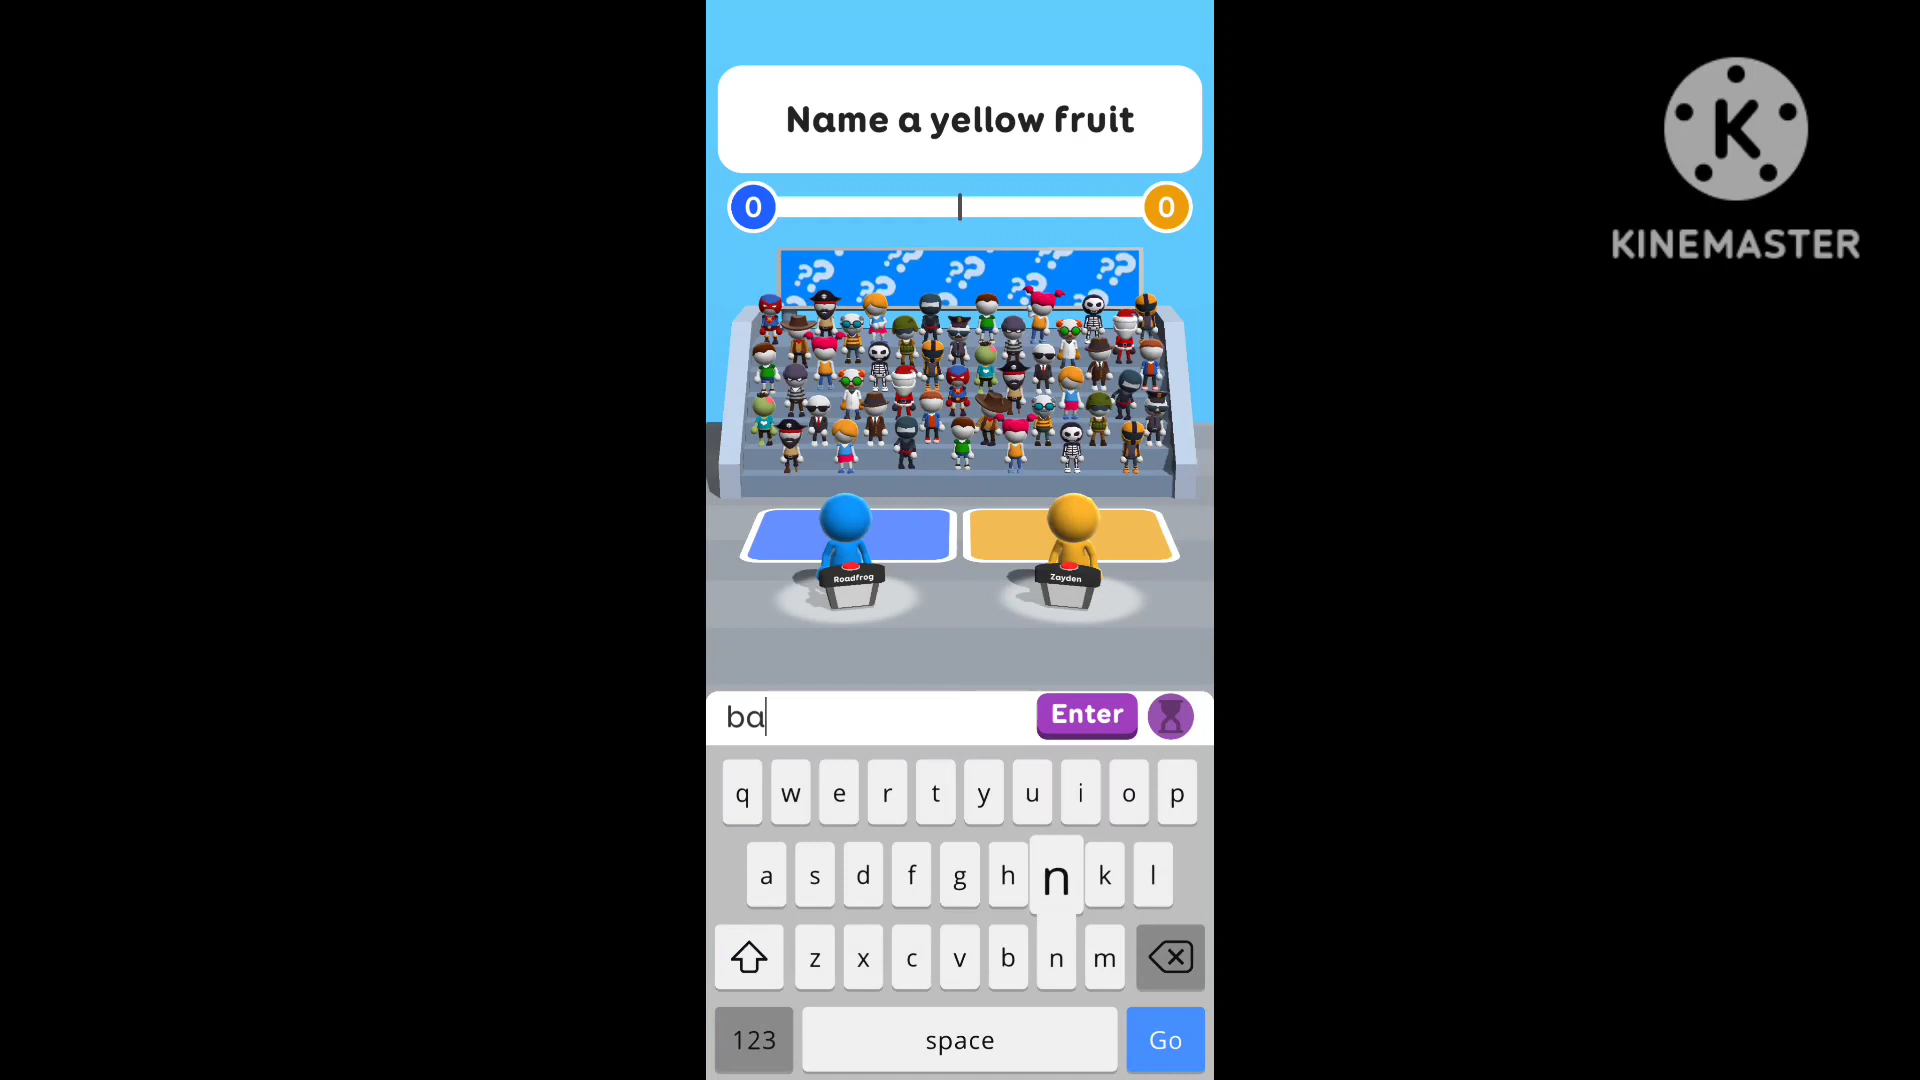 Name a yellow fruit
0
0
K
KINEMASTER
?? ?? ?? ?? ?? ??
Roadfrog
Zayden
ba
Enter
q w e r t y u i o p
a s d f g h n k l
z x c v b n m
123
space
Go